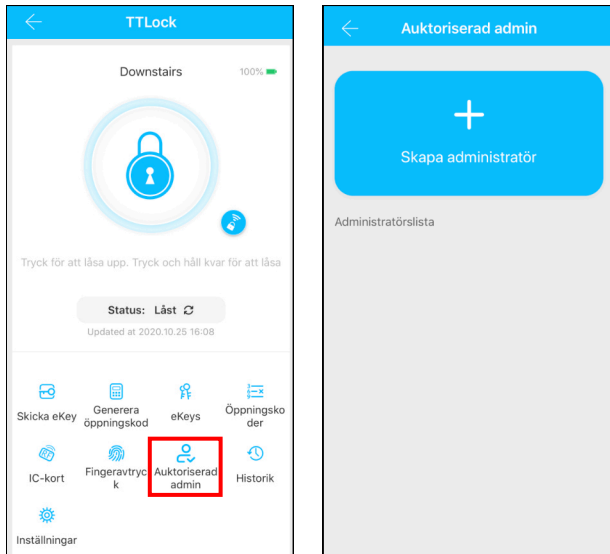 TTLock
Downstairs
100%
Tryck för att låsa upp. Tryck och håll kvar för att låsa
Status: Låst
Updated at 2020.10.25 16:08
Skicka eKey
Generera
öppningskod
eKeys
Öppningsko
der
IC-kort
Fingeravtryc
k
Auktoriserad
admin
Historik
Inställningar
Auktoriserad admin
Skapa administratör
Administratörslista